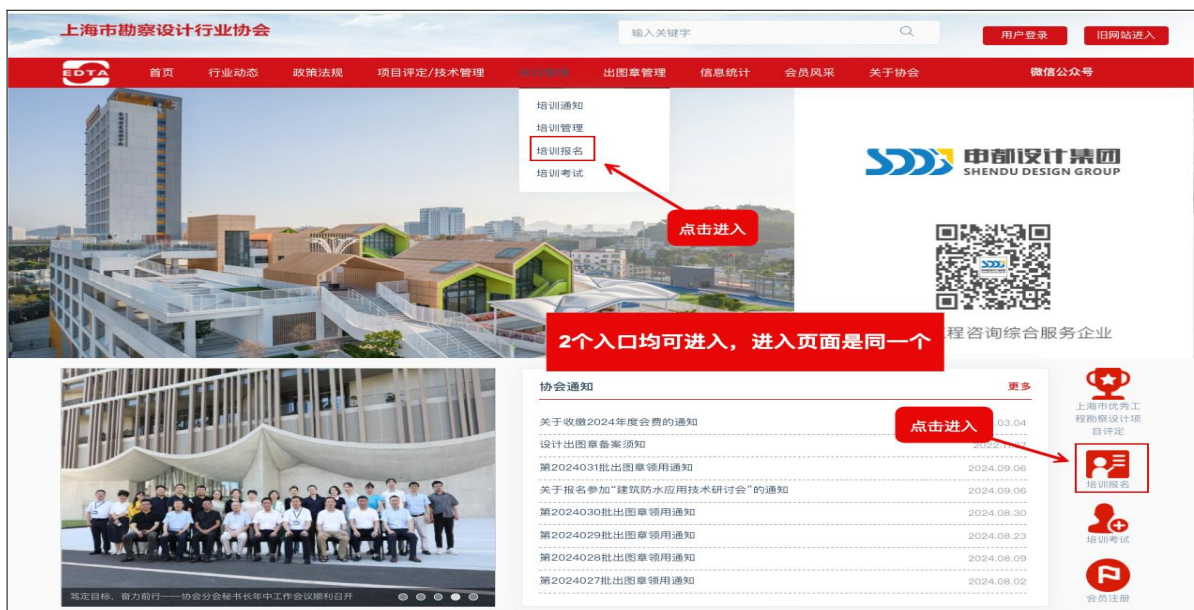 上海市勘察设计行业协会
输入关键字
用户登录
旧网站进入
EDTA
首页
行业动态
政策法规
项目评定/技术管理
出图章管理
信息统计
会员风采
关于协会
微信公众号
培训通知
培训管理
培训报名
培训考试
点击进入
申都设计集团
SHENDU DESIGN GROUP
2个入口均可进入，进入页面是同一个
程咨询综合服务企业
协会通知
更多
关于收缴2024年度会费的通知
.03.04
设计出图章备案须知
第2024031批出图章领用通知
2024.09.06
关于报名参加“建筑防水应用技术研讨会”的通知
2024.09.06
第2024030批出图章领用通知
2024.08.30
第2024029批出图章领用通知
2024.08.23
第2024028批出图章领用通知
2024.08.09
第2024027批出图章领用通知
2024.08.02
点击进入
上海市优秀工
程勘察设计项
目评定
培训报名
培训考试
会员注册
笃定目标，奋力前行——协会分会秘书长年中工作会议顺利召开